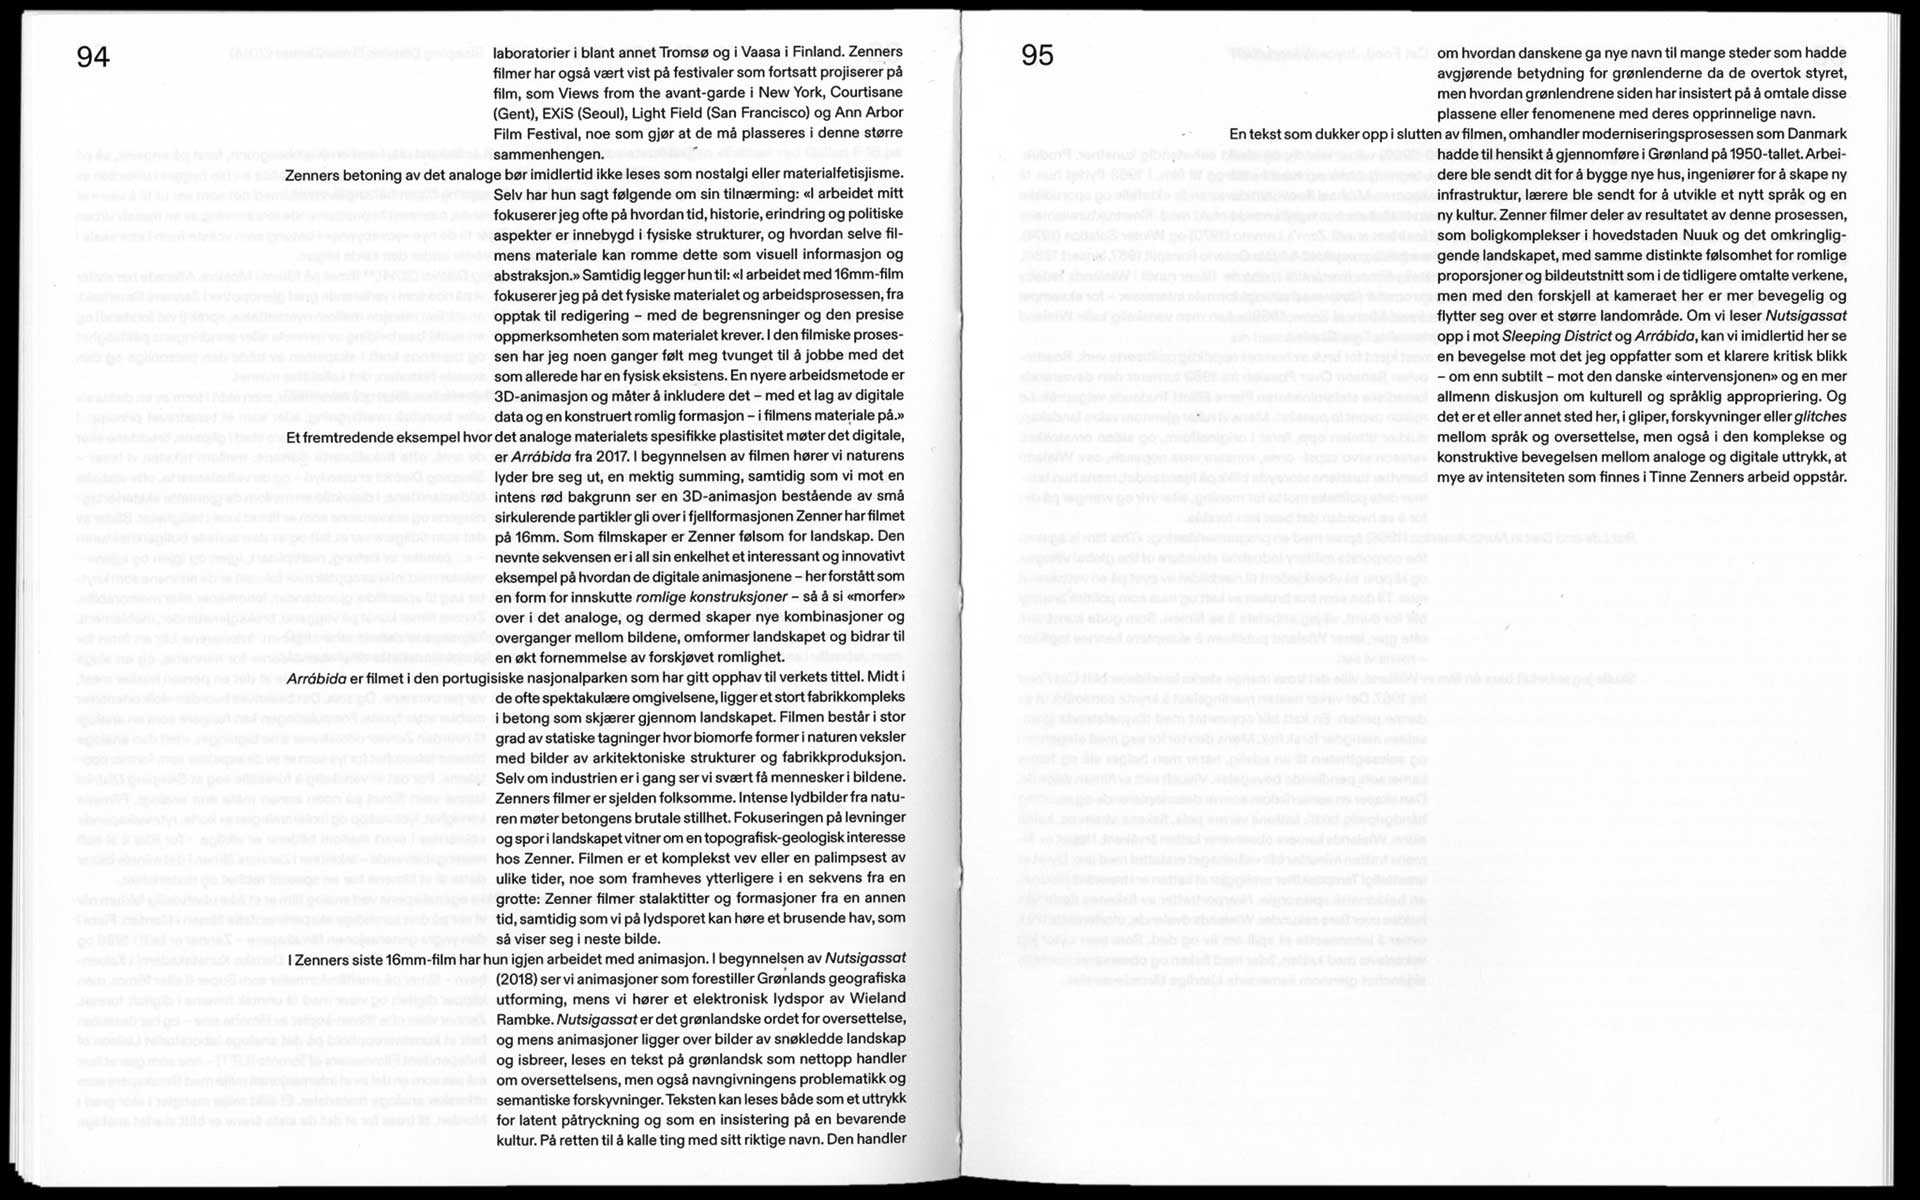 94
laboratorier i blant annet Tromsø og i Vaasa i Finland. Zenners
filmer har også vært vist på festivaler som fortsatt projiserer på
film, som Views from the avant-garde i New York, Courtisane
(Gent), EXiS (Seoul), Light Field (San Francisco) og Ann Arbor
Film Festival, noe som gjør at de må plasseres i denne større
sammenhengen.
Zenners betoning av det analoge bør imidlertid ikke leses som nostalgi eller materialfetisjisme.
Selv har hun sagt følgende om sin tilnærming: «I arbeidet mitt
fokuserer jeg ofte på hvordan tid, historie, erindring og politiske
aspekter er innebygd i fysiske strukturer, og hvordan selve fil-
mens materiale kan romme dette som visuell informasjon og
abstraksjon.» Samtidig legger hun til: «I arbeidet med 16mm-film
fokuserer jeg på det fysiske materialet og arbeidsprosessen, fra
opptak til redigering – med de begrensninger og den presise
oppmerksomheten som materialet krever. I den filmiske proses-
sen har jeg noen ganger følt meg tvunget til å jobbe med det
som allerede har en fysisk eksistens. En nyere arbeidsmetode er
3D-animasjon og måter å inkludere det – med et lag av digitale
data og en konstruert romlig formasjon – i filmens materiale på.»
Et fremtredende eksempel hvor det analoge materialets spesifikke plastisitet møter det digitale,
er Arrábida fra 2017. I begynnelsen av filmen hører vi naturens
lyder bre seg ut, en mektig summing, samtidig som vi mot en
intens rød bakgrunn ser en 3D-animasjon bestående av små
sirkulerende partikler gli over i fjellformasjonen Zenner har filmet
på 16mm. Som filmskaper er Zenner følsom for landskap. Den
nevnte sekvensen er i all sin enkelhet et interessant og innovativt
eksempel på hvordan de digitale animasjonene – her forstått som
en form for innskutte romlige konstruksjoner – så å si «morfer»
over i det analoge, og dermed skaper nye kombinasjoner og
overganger mellom bildene, omformer landskapet og bidrar til
en økt fornemmelse av forskjøvet romlighet.
Arrábida er filmet i den portugisiske nasjonalparken som har gitt opphav til verkets tittel. Midt i
de ofte spektakulære omgivelsene, ligger et stort fabrikkompleks
i betong som skjærer gjennom landskapet. Filmen består i stor
grad av statiske tagninger hvor biomorfe former i naturen veksler
med bilder av arkitektoniske strukturer og fabrikkproduksjon.
Selv om industrien er i gang ser vi svært få mennesker i bildene.
Zenners filmer er sjelden folksomme. Intense lydbilder fra natu-
ren møter betongens brutale stillhet. Fokuseringen på levninger
og spor i landskapet vitner om en topografisk-geologisk interesse
hos Zenner. Filmen er et komplekst vev eller en palimpsest av
ulike tider, noe som framheves ytterligere i en sekvens fra en
grotte: Zenner filmer stalaktitter og formasjoner fra en annen
tid, samtidig som vi på lydsporet kan høre et brusende hav, som
så viser seg i neste bilde.
I Zenners siste 16mm-film har hun igjen arbeidet med animasjon. I begynnelsen av Nutsigassat
(2018) ser vi animasjoner som forestiller Grønlands geografiska
utforming, mens vi hører et elektronisk lydspor av Wieland
Rambke. Nutsigassat er det grønlandske ordet for oversettelse,
og mens animasjoner ligger over bilder av snøkledde landskap
og isbreer, leses en tekst på grønlandsk som nettopp handler
om oversettelsens, men også navngivningens problematikk og
semantiske forskyvninger. Teksten kan leses både som et uttrykk
for latent påtryckning og som en insistering på en bevarende
kultur. På retten til å kalle ting med sitt riktige navn. Den handler
95
om hvordan danskene ga nye navn til mange steder som hadde
avgjørende betydning for grønlenderne da de overtok styret,
men hvordan grønlendrene siden har insistert på å omtale disse
plassene eller fenomenene med deres opprinnelige navn.
En tekst som dukker opp i slutten av filmen, omhandler moderniseringsprosessen som Danmark
hadde til hensikt å gjennomføre i Grønland på 1950-tallet. Arbei-
dere ble sendt dit for å bygge nye hus, ingeniører for å skape ny
infrastruktur, lærere ble sendt for å utvikle et nytt språk og en
ny kultur. Zenner filmer deler av resultatet av denne prosessen,
som boligkomplekser i hovedstaden Nuuk og det omkringlig-
gende landskapet, med samme distinkte følsomhet for romlige
proporsjoner og bildeutstnitt som i de tidligere omtalte verkene,
men med den forskjell at kameraet her er mer bevegelig og
flytter seg over et større landområde. Om vi leser Nutsigassat
opp i mot Sleeping District og Arrábida, kan vi imidlertid her se
en bevegelse mot det jeg oppfatter som et klarere kritisk blikk
– om enn subtilt – mot den danske «intervensjonen» og en mer
allmenn diskusjon om kulturell og språklig appropriering. Og
det er et eller annet sted her, i gliper, forskyvninger eller glitches
mellom språk og oversettelse, men også i den komplekse og
konstruktive bevegelsen mellom analoge og digitale uttrykk, at
mye av intensiteten som finnes i Tinne Zenners arbeid oppstår.